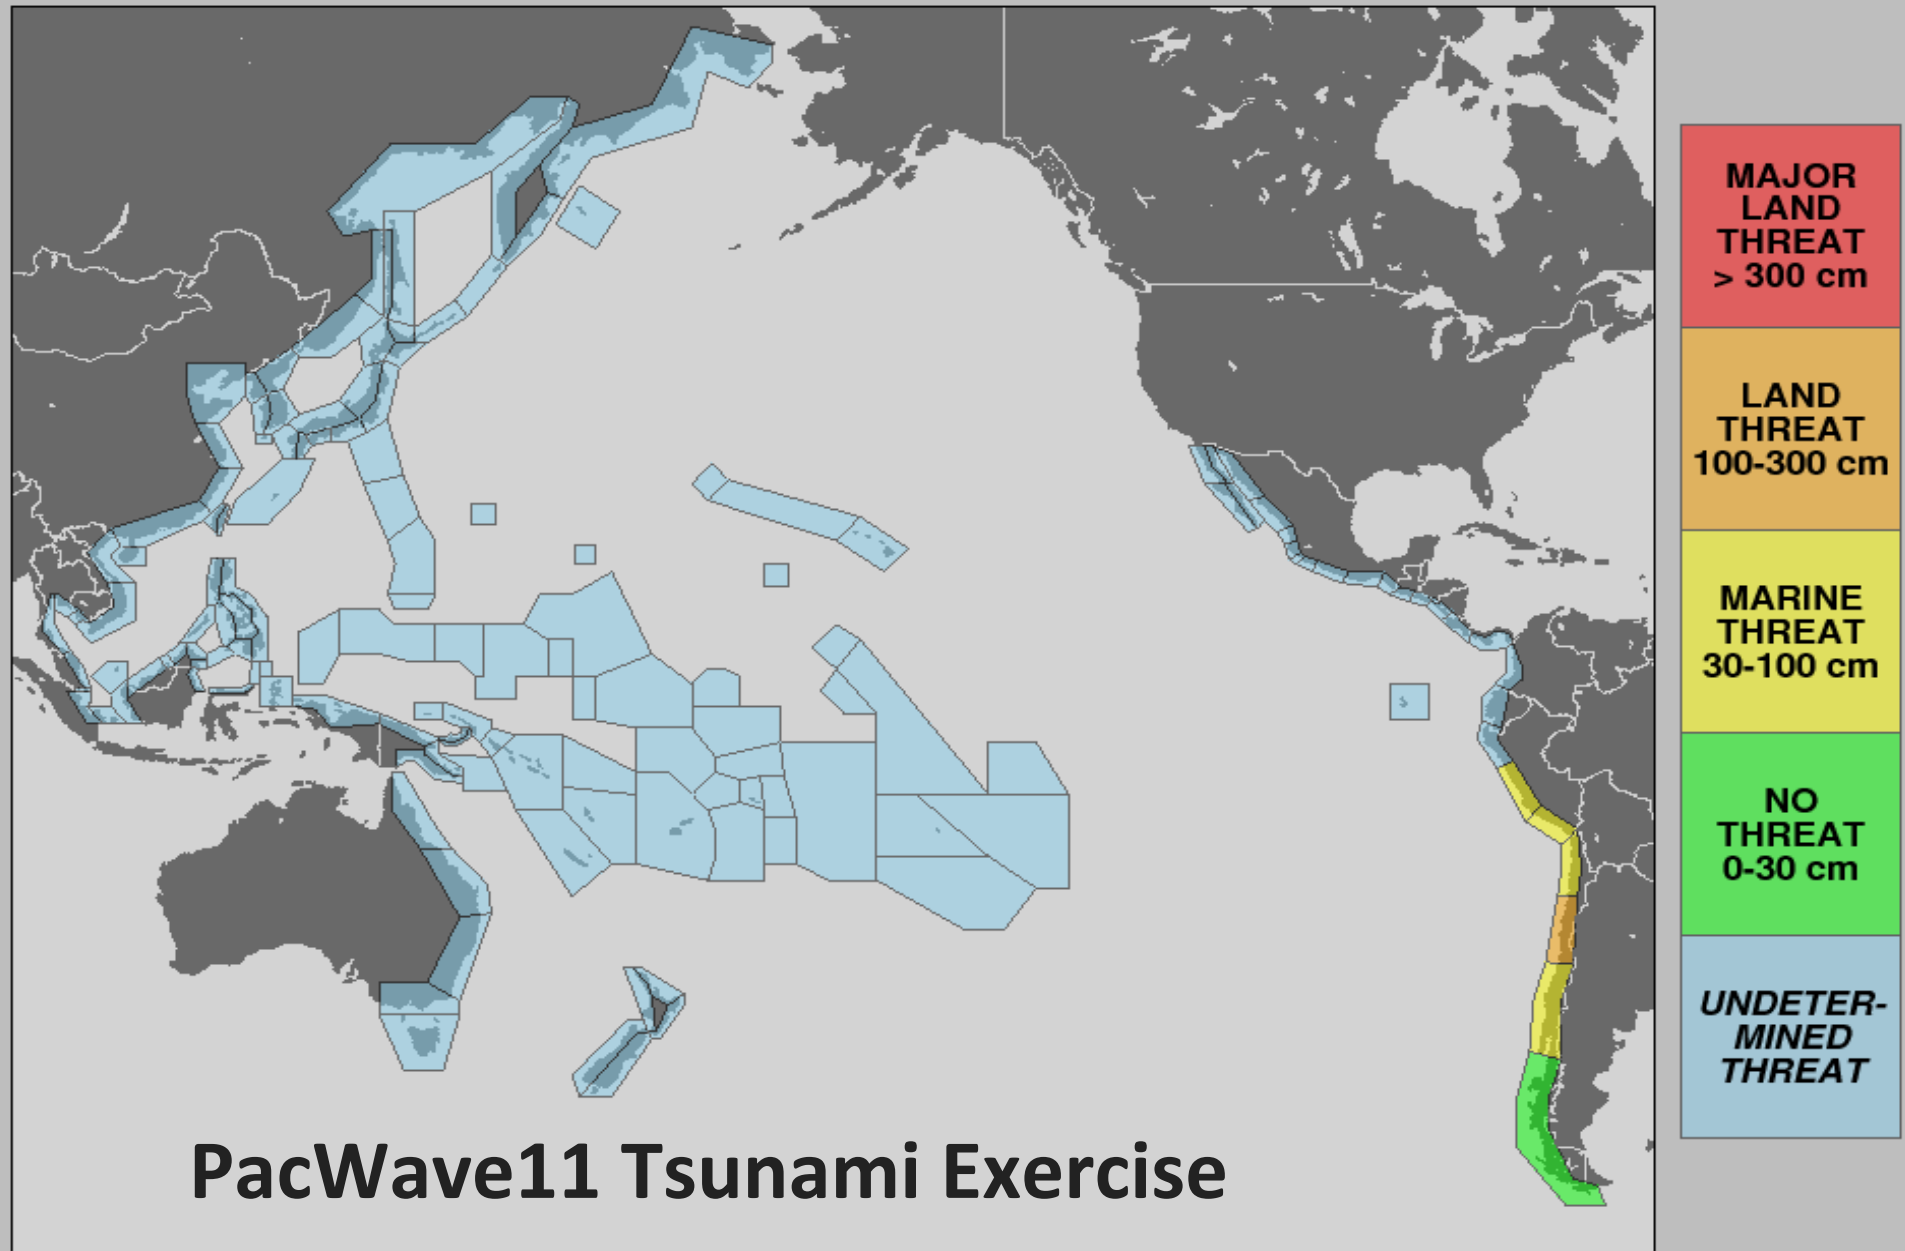 MAJOR
LAND
THREAT
> 300 cm
LAND
THREAT
100-300 cm
MARINE
THREAT
30-100 cm
NO
THREAT
0-30 cm
UNDETER-
MINED
THREAT
PacWave11 Tsunami Exercise